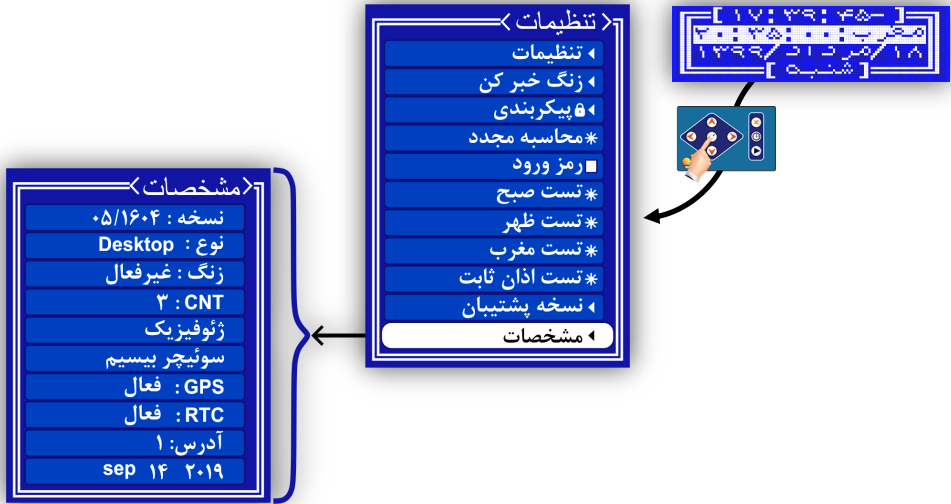 [ ۱۷:۳۹:۴۵- ]
مغرب:۲۰:۳۵:۰۰
۱۸/مرداد/۱۳۹۹
[ شنبه ]
تنظیمات
تنظیمات
زنگ خبر کن
پیکربندی
محاسبه مجدد
رمز ورود
تست صبح
تست ظهر
تست مغرب
تست اذان ثابت
نسخه پشتیبان
مشخصات
مشخصات
نسخه : ۰۵/۱۶۰۴
نوع : Desktop
زنگ : غیرفعال
CNT : ۳
ژئوفیزیک
سوئیچر بیسیم
GPS : فعال
RTC : فعال
آدرس: ۱
sep ۱۴ ۲۰۱۹